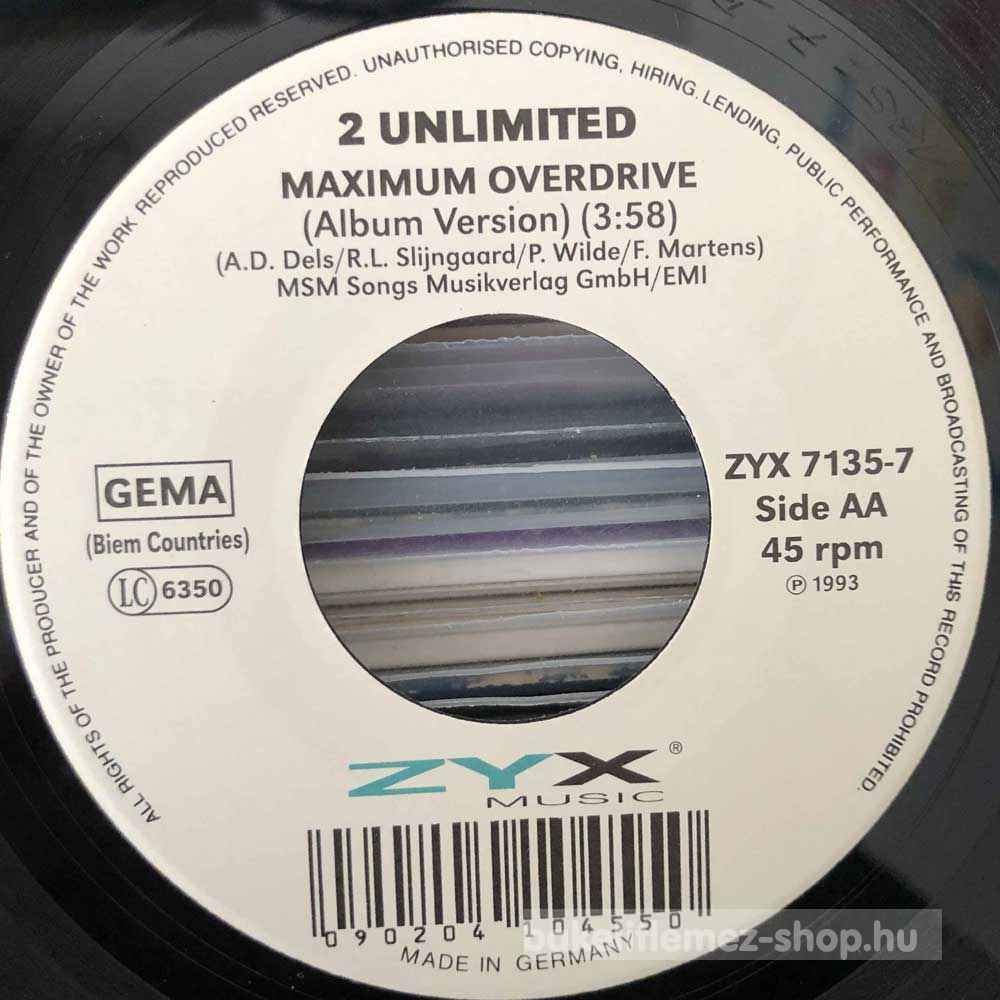 ALL RIGHTS OF THE PRODUCER AND OF THE OWNER OF THE WORK REPRODUCED RESERVED. UNAUTHORISED COPYING, HIRING, LENDING, PUBLIC PERFORMANCE AND BROADCASTING OF THIS RECORD PROHIBITED.
2 UNLIMITED
MAXIMUM OVERDRIVE
(Album Version) (3:58)
(A.D. Dels/R.L. Slijngaard/P. Wilde/F. Martens)
MSM Songs Musikverlag GmbH/EMI
GEMA
(Biem Countries)
LC 6350
ZYX 7135-7
Side AA
45 rpm
℗ 1993
ZYX®
MUSIC
090204 104550
MADE IN GERMANY
bakelitlemez-shop.hu